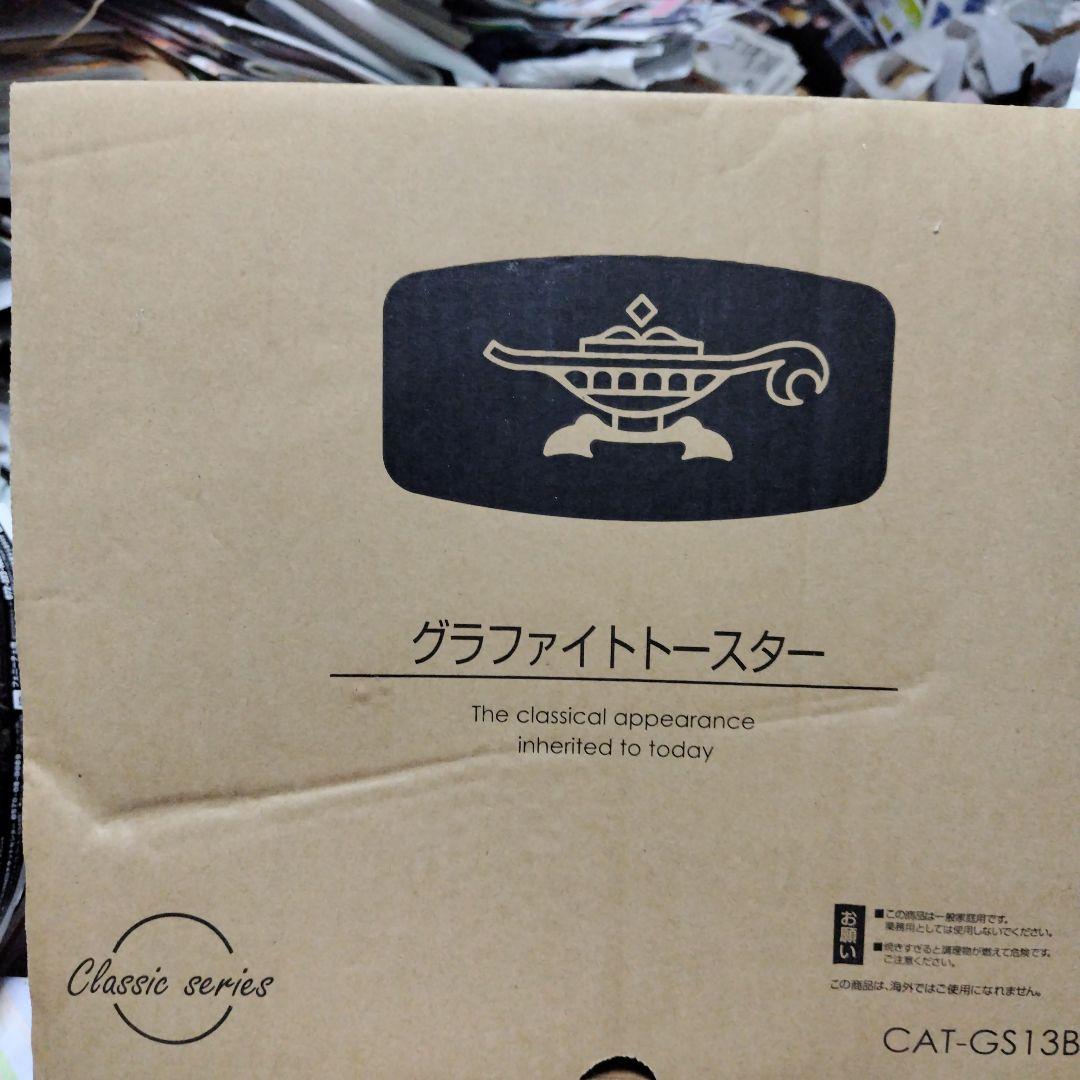 グラファイトトースター
The classical appearance
inherited to today
Classic series
お願い
■この商品は一般家庭用です。
業務用としては使用しないでください。
■焼きすぎると調理物が燃えて危険です。
ご注意ください。
この商品は、海外ではご使用になれません。
CAT-GS13B